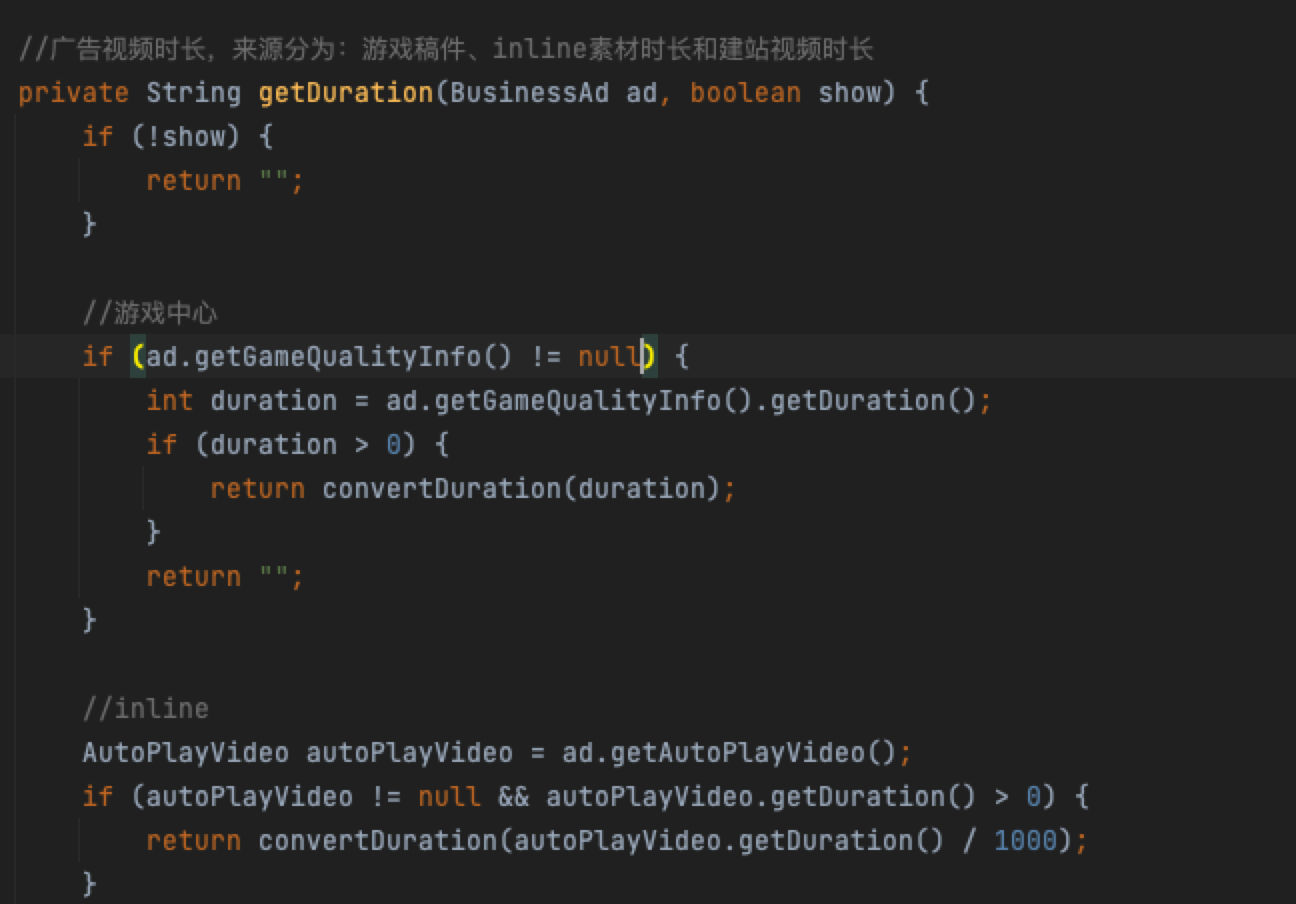 //广告视频时长，来源分为：游戏稿件、inline素材时长和建站视频时长
private String getDuration(BusinessAd ad, boolean show) {
    if (!show) {
        return "";
    }
    //游戏中心
    if (ad.getGameQualityInfo() != null) {
        int duration = ad.getGameQualityInfo().getDuration();
        if (duration > 0) {
            return convertDuration(duration);
        }
        return "";
    }
    //inline
    AutoPlayVideo autoPlayVideo = ad.getAutoPlayVideo();
    if (autoPlayVideo != null && autoPlayVideo.getDuration() > 0) {
        return convertDuration(autoPlayVideo.getDuration() / 1000);
    }